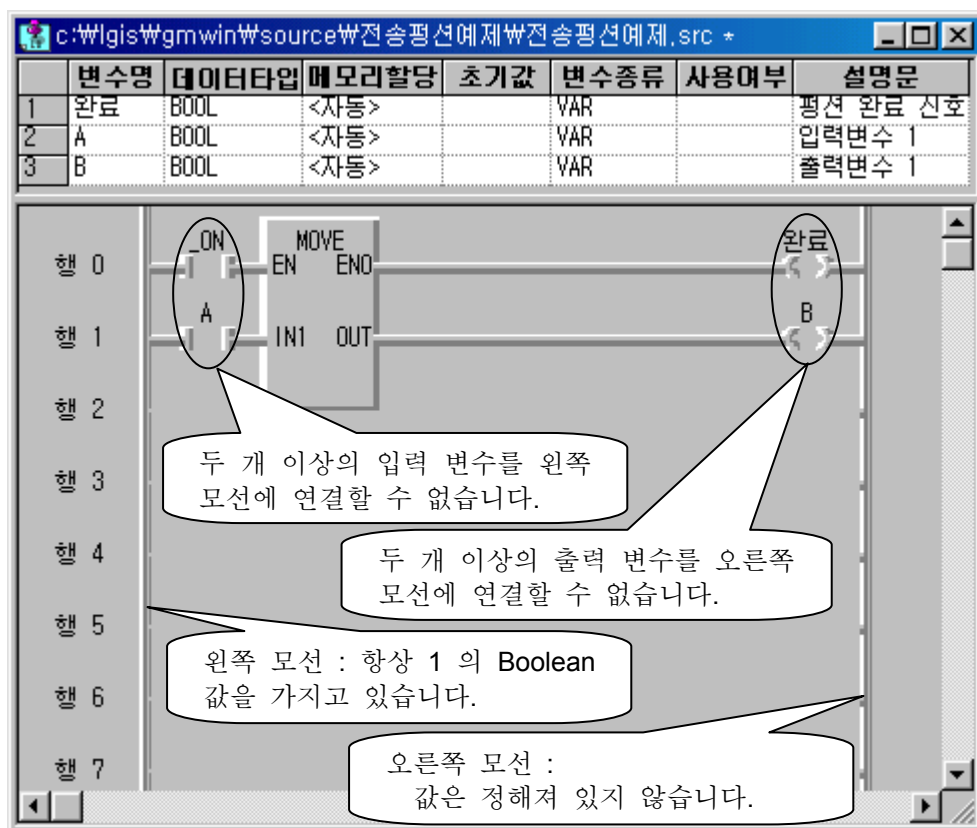 c:₩lgis₩gmwin₩source₩전송펑션예제₩전송펑션예제.src *
변수명 데이터타입 메모리할당 초기값 변수종류 사용여부 설명문
1 완료 BOOL <자동> VAR 펑션 완료 신호
2 A BOOL <자동> VAR 입력변수 1
3 B BOOL <자동> VAR 출력변수 1
_ON MOVE 완료
행 0 EN ENO
A B
행 1 IN1 OUT
행 2
두 개 이상의 입력 변수를 왼쪽
모선에 연결할 수 없습니다.
행 3
행 4
두 개 이상의 출력 변수를 오른쪽
모선에 연결할 수 없습니다.
행 5
왼쪽 모선 : 항상 1 의 Boolean
값을 가지고 있습니다.
행 6
행 7
오른쪽 모선 :
값은 정해져 있지 않습니다.